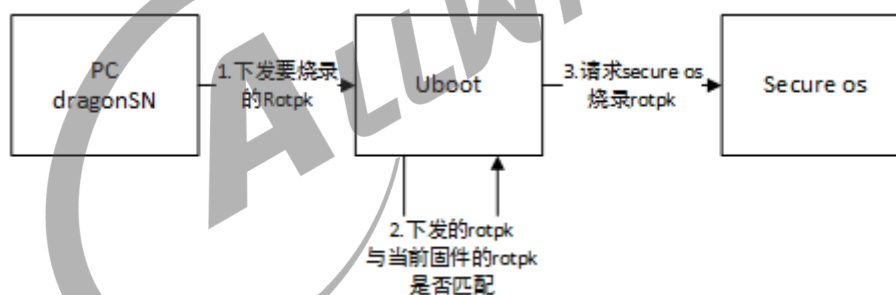 PC
dragonSN
1.下发要烧录
的Rotpk
Uboot
3.请求secure os
烧录rotpk
Secure os
2.下发的rotpk
与当前固件的rotpk
是否匹配
ALLW